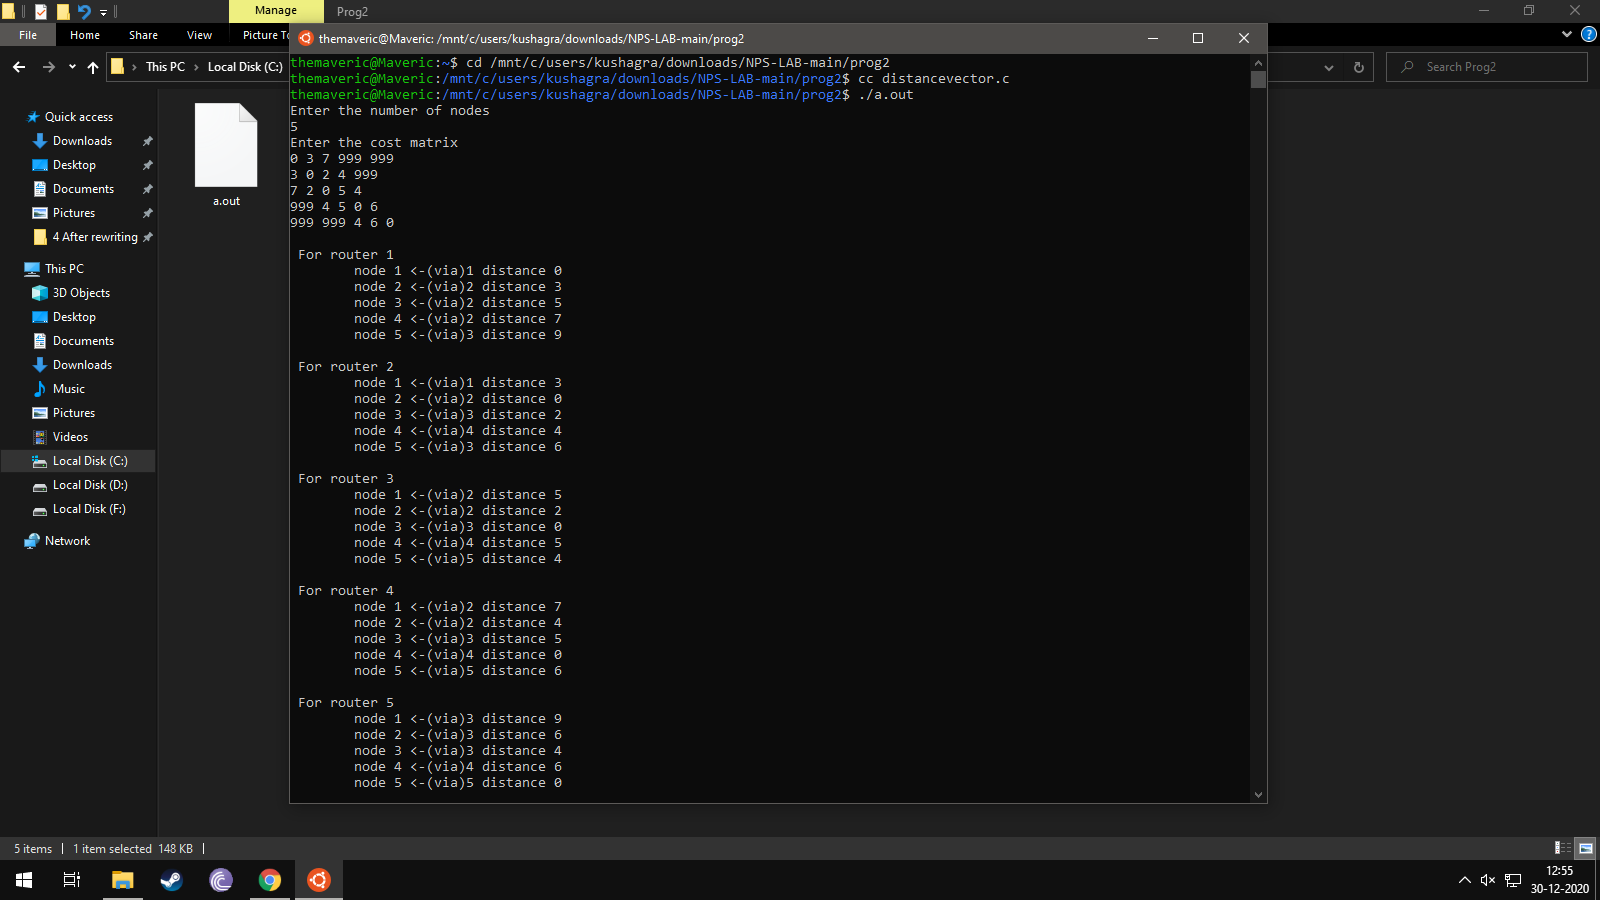 Manage
Prog2
File
Home
Share
View
Picture To
This PC
Local Disk (C:)
Search Prog2
Quick access
Downloads
Desktop
Documents
Pictures
4 After rewriting
This PC
3D Objects
Desktop
Documents
Downloads
Music
Pictures
Videos
Local Disk (C:)
Local Disk (D:)
Local Disk (F:)
Network
a.out
themaveric@Maveric: /mnt/c/users/kushagra/downloads/NPS-LAB-main/prog2
themaveric@Maveric:~$ cd /mnt/c/users/kushagra/downloads/NPS-LAB-main/prog2
themaveric@Maveric:/mnt/c/users/kushagra/downloads/NPS-LAB-main/prog2$ cc distancevector.c
themaveric@Maveric:/mnt/c/users/kushagra/downloads/NPS-LAB-main/prog2$ ./a.out
Enter the number of nodes
5
Enter the cost matrix
0 3 7 999 999
3 0 2 4 999
7 2 0 5 4
999 4 5 0 6
999 999 4 6 0
For router 1
node 1 <-(via)1 distance 0
node 2 <-(via)2 distance 3
node 3 <-(via)2 distance 5
node 4 <-(via)2 distance 7
node 5 <-(via)3 distance 9
For router 2
node 1 <-(via)1 distance 3
node 2 <-(via)2 distance 0
node 3 <-(via)3 distance 2
node 4 <-(via)4 distance 4
node 5 <-(via)3 distance 6
For router 3
node 1 <-(via)2 distance 5
node 2 <-(via)2 distance 2
node 3 <-(via)3 distance 0
node 4 <-(via)4 distance 5
node 5 <-(via)5 distance 4
For router 4
node 1 <-(via)2 distance 7
node 2 <-(via)2 distance 4
node 3 <-(via)3 distance 5
node 4 <-(via)4 distance 0
node 5 <-(via)5 distance 6
For router 5
node 1 <-(via)3 distance 9
node 2 <-(via)3 distance 6
node 3 <-(via)3 distance 4
node 4 <-(via)4 distance 6
node 5 <-(via)5 distance 0
5 items
1 item selected 148 KB
12:55
30-12-2020